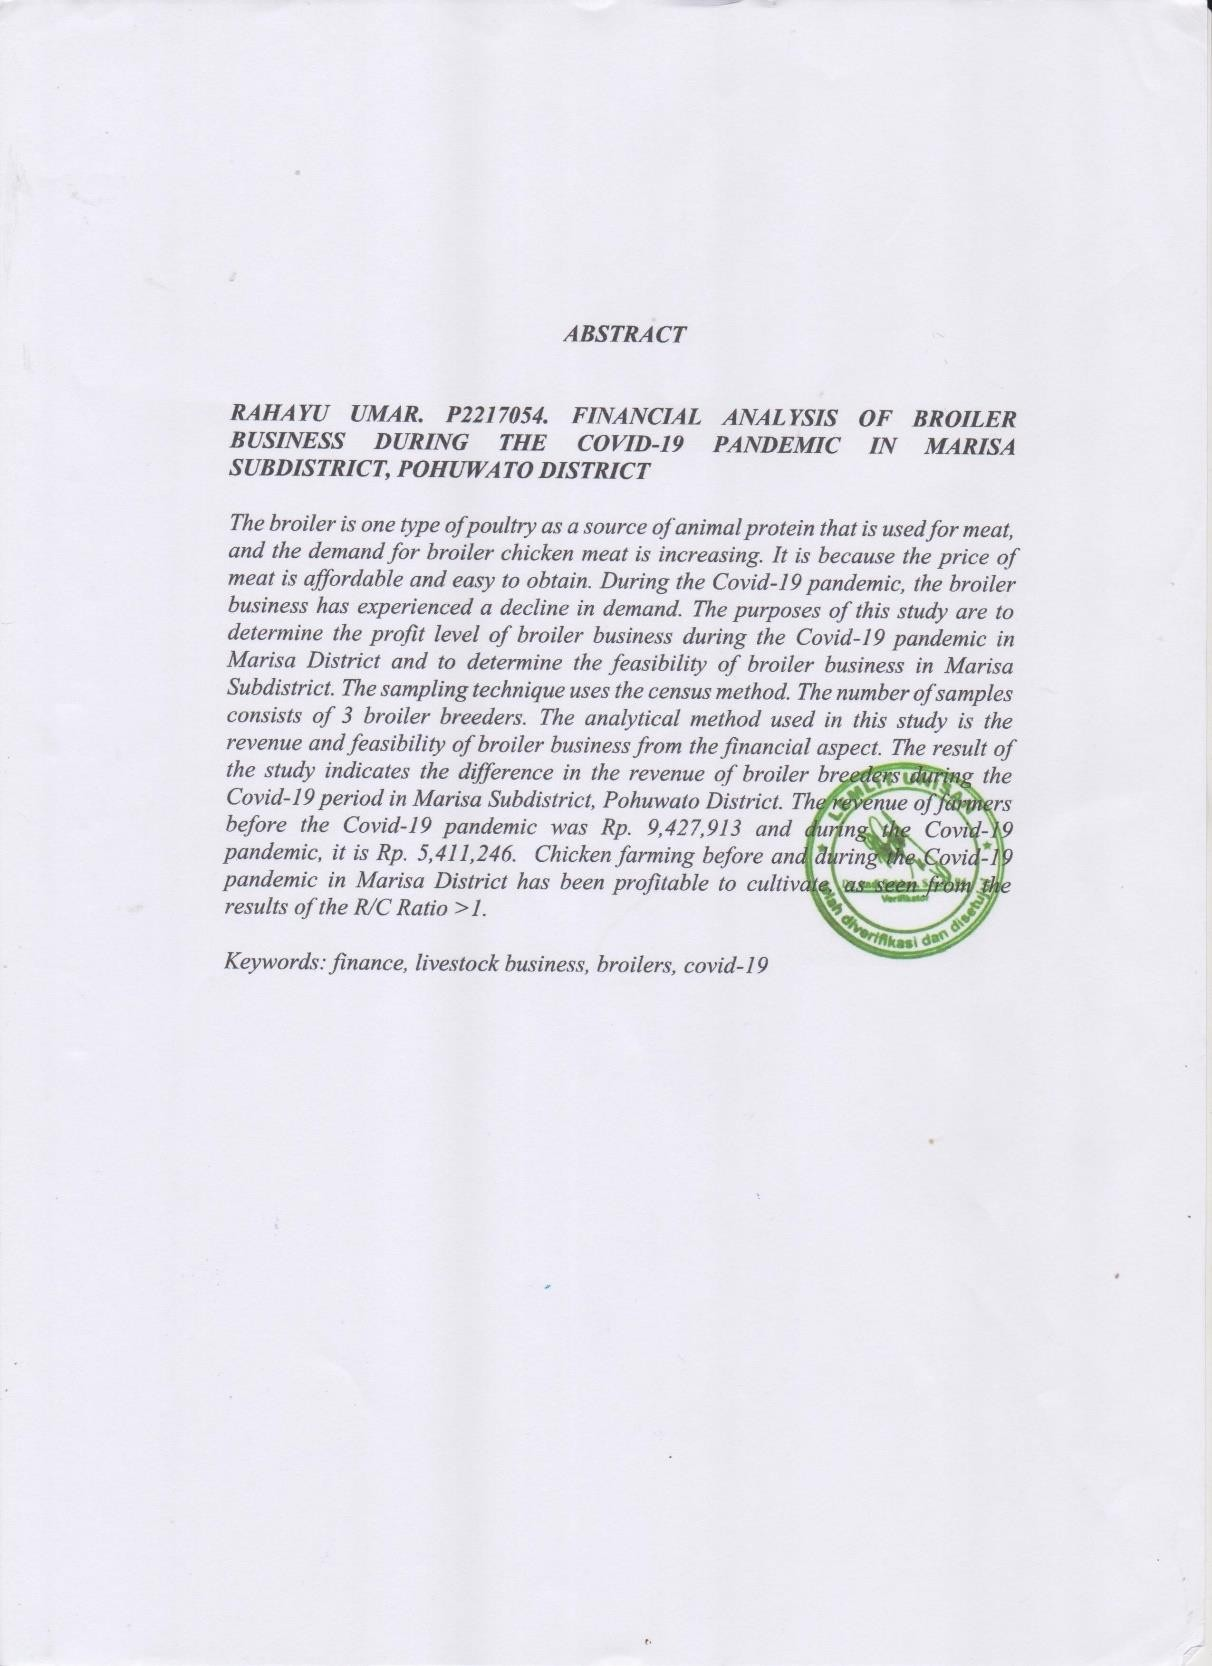 ABSTRACT
RAHAYU UMAR. P2217054. FINANCIAL ANALYSIS OF BROILER
BUSINESS DURING THE COVID-19 PANDEMIC IN MARISA
SUBDISTRICT, POHUWATO DISTRICT
The broiler is one type of poultry as a source of animal protein that is used for meat,
and the demand for broiler chicken meat is increasing. It is because the price of
meat is affordable and easy to obtain. During the Covid-19 pandemic, the broiler
business has experienced a decline in demand. The purposes of this study are to
determine the profit level of broiler business during the Covid-19 pandemic in
Marisa District and to determine the feasibility of broiler business in Marisa
Subdistrict. The sampling technique uses the census method. The number of samples
consists of 3 broiler breeders. The analytical method used in this study is the
revenue and feasibility of broiler business from the financial aspect. The result of
the study indicates the difference in the revenue of broiler breeders during the
Covid-19 period in Marisa Subdistrict, Pohuwato District. The revenue of farmers
before the Covid-19 pandemic was Rp. 9,427,913 and during the Covid-19
pandemic, it is Rp. 5,411,246. Chicken farming before and during the Covid-19
pandemic in Marisa District has been profitable to cultivate, as seen from the
results of the R/C Ratio >1.
Keywords: finance, livestock business, broilers, covid-19
LEMLIT UNISAN
Verifikator
telah diverifikasi dan disetujui